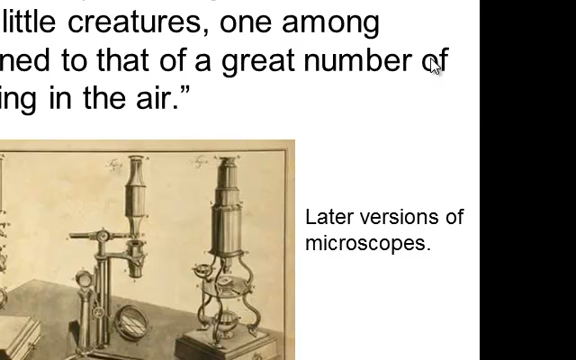 little creatures, one among
ned to that of a great number of
ing in the air.”
Later versions of
microscopes.